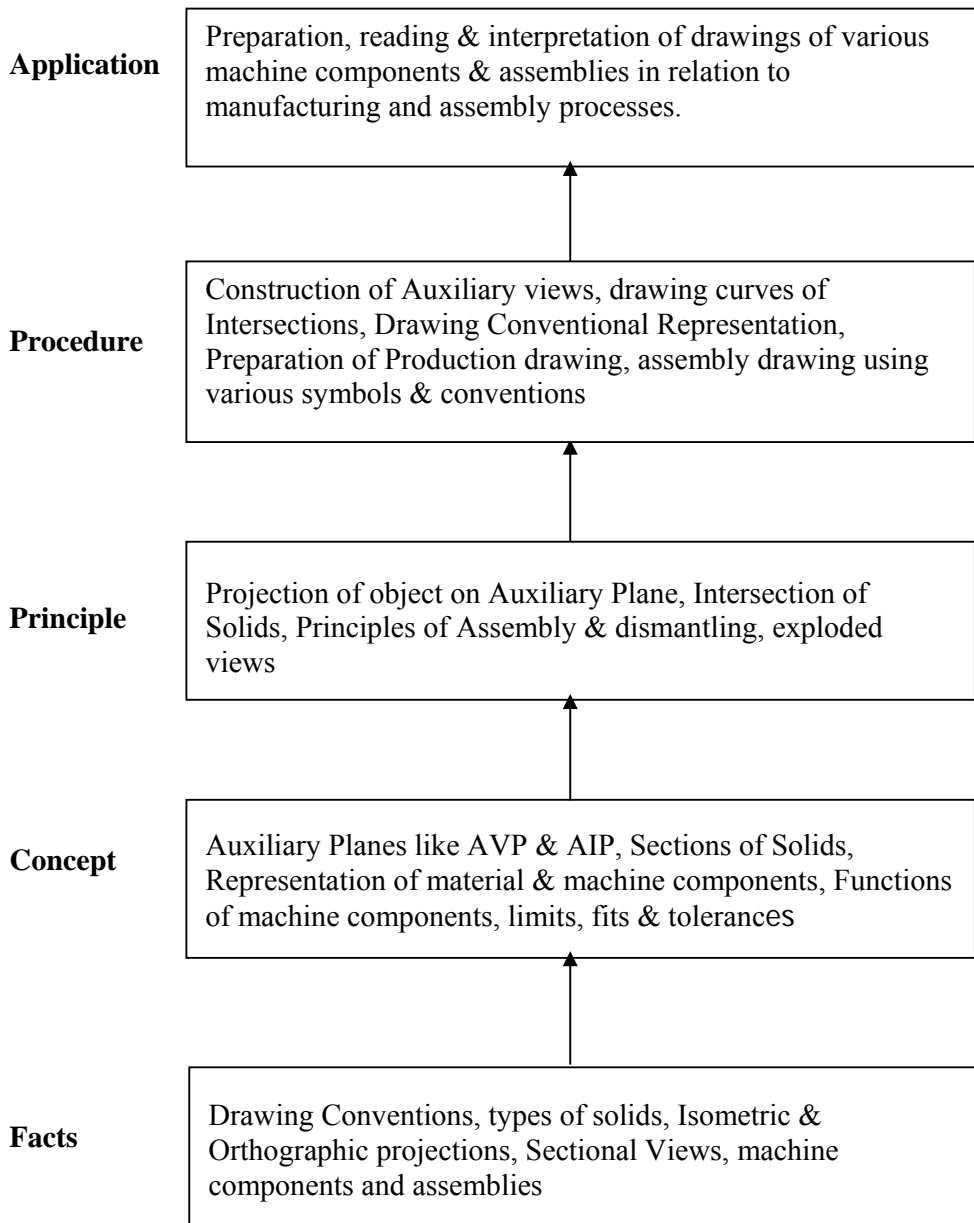 Application
Preparation, reading & interpretation of drawings of various
machine components & assemblies in relation to
manufacturing and assembly processes.
Procedure
Construction of Auxiliary views, drawing curves of
Intersections, Drawing Conventional Representation,
Preparation of Production drawing, assembly drawing using
various symbols & conventions
Principle
Projection of object on Auxiliary Plane, Intersection of
Solids, Principles of Assembly & dismantling, exploded
views
Concept
Auxiliary Planes like AVP & AIP, Sections of Solids,
Representation of material & machine components, Functions
of machine components, limits, fits & tolerances
Facts
Drawing Conventions, types of solids, Isometric &
Orthographic projections, Sectional Views, machine
components and assemblies